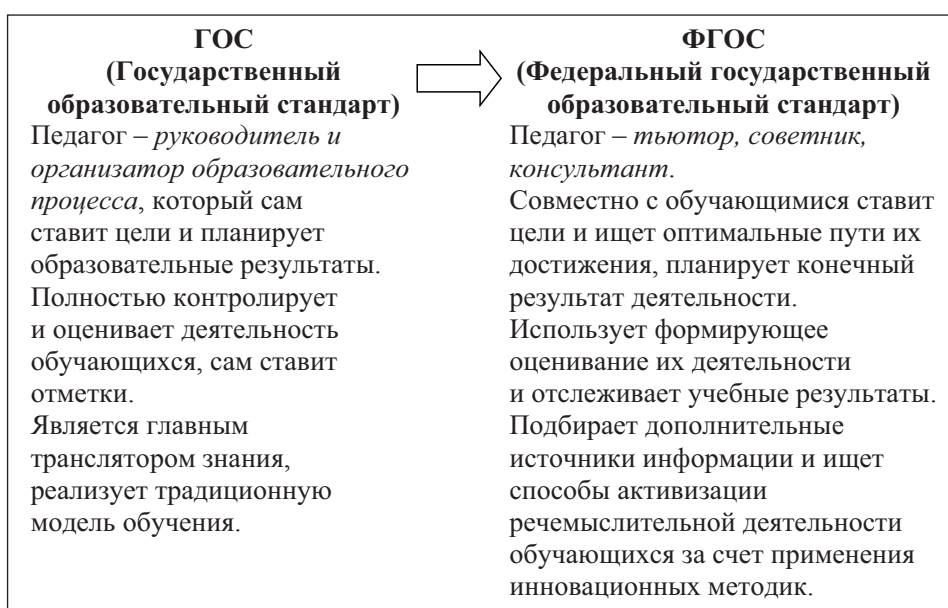 ГОС
(Государственный
образовательный стандарт)
Педагог – руководитель и
организатор образовательного
процесса, который сам
ставит цели и планирует
образовательные результаты.
Полностью контролирует
и оценивает деятельность
обучающихся, сам ставит
отметки.
Является главным
транслятором знания,
реализует традиционную
модель обучения.
ФГОС
(Федеральный государственный
образовательный стандарт)
Педагог – тьютор, советник,
консультант.
Совместно с обучающимися ставит
цели и ищет оптимальные пути их
достижения, планирует конечный
результат деятельности.
Использует формирующее
оценивание их деятельности
и отслеживает учебные результаты.
Подбирает дополнительные
источники информации и ищет
способы активизации
речемыслительной деятельности
обучающихся за счет применения
инновационных методик.